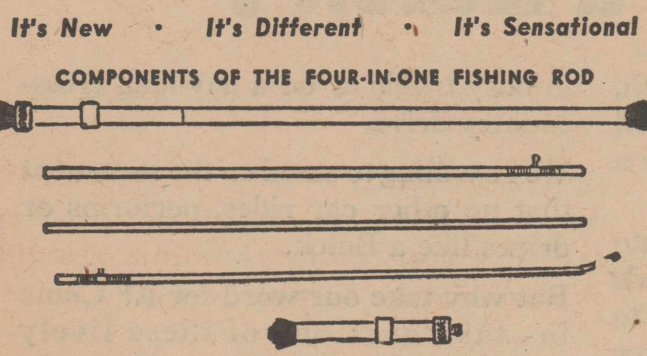 It's New • It's Different • It's Sensational
COMPONENTS OF THE FOUR-IN-ONE FISHING ROD